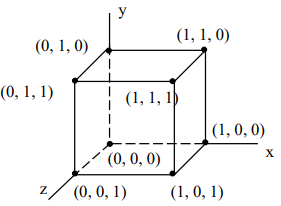 y
(0, 1, 0)
(1, 1, 0)
(0, 1, 1)
(1, 1, 1)
(1, 0, 0)
(0, 0, 0)
x
z
(0, 0, 1)
(1, 0, 1)